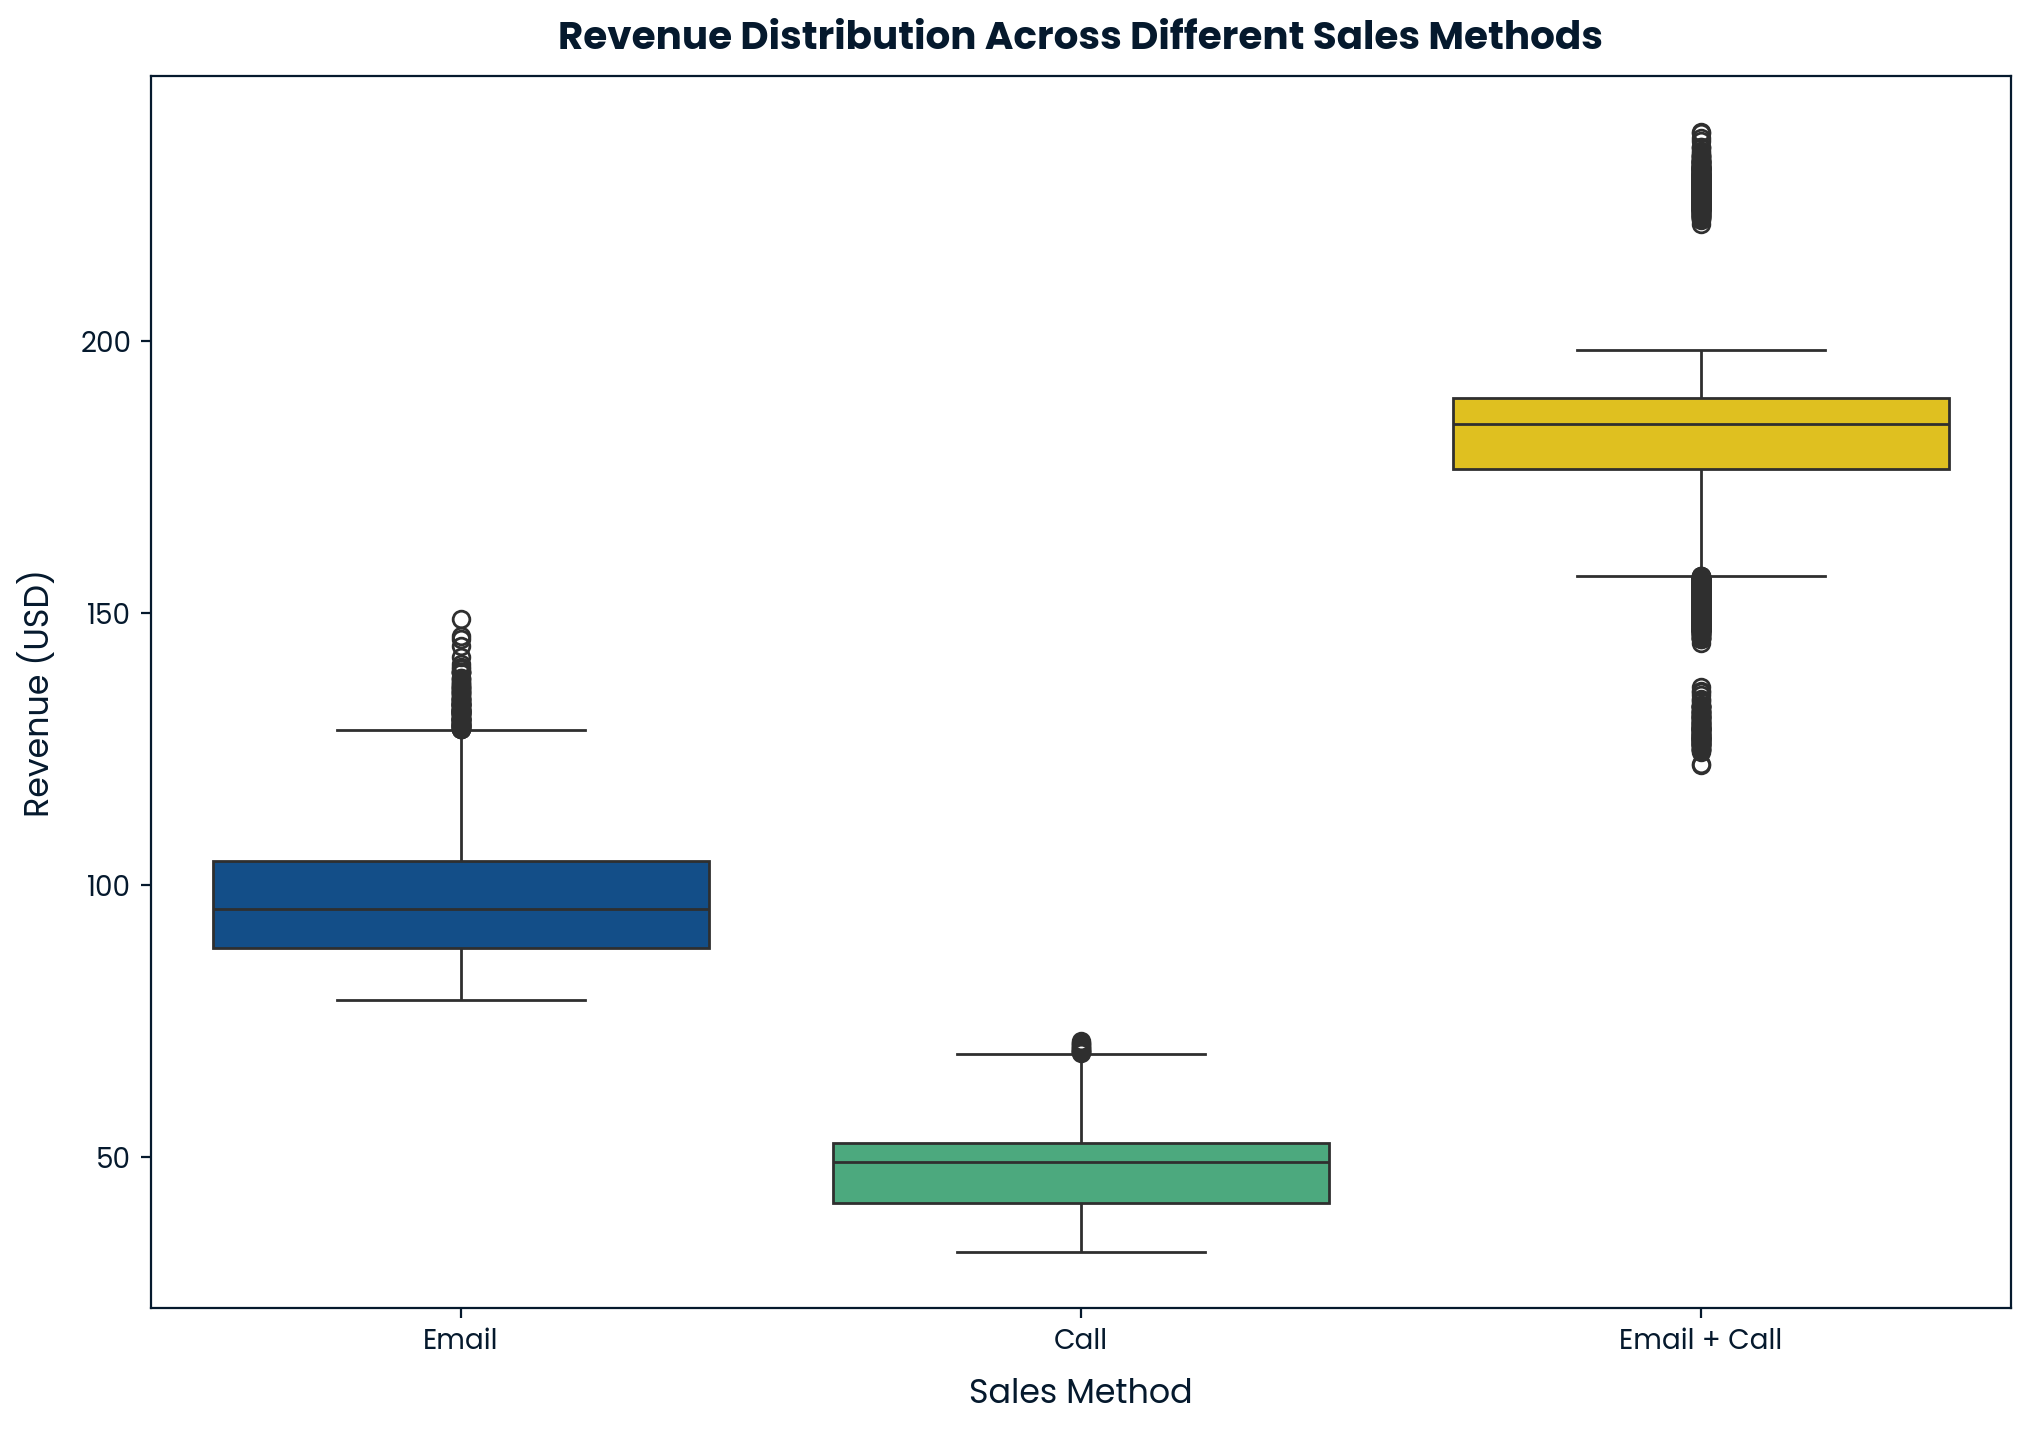 Revenue Distribution Across Different Sales Methods
Revenue (USD)
200
150
100
50
Email
Call
Email + Call
Sales Method